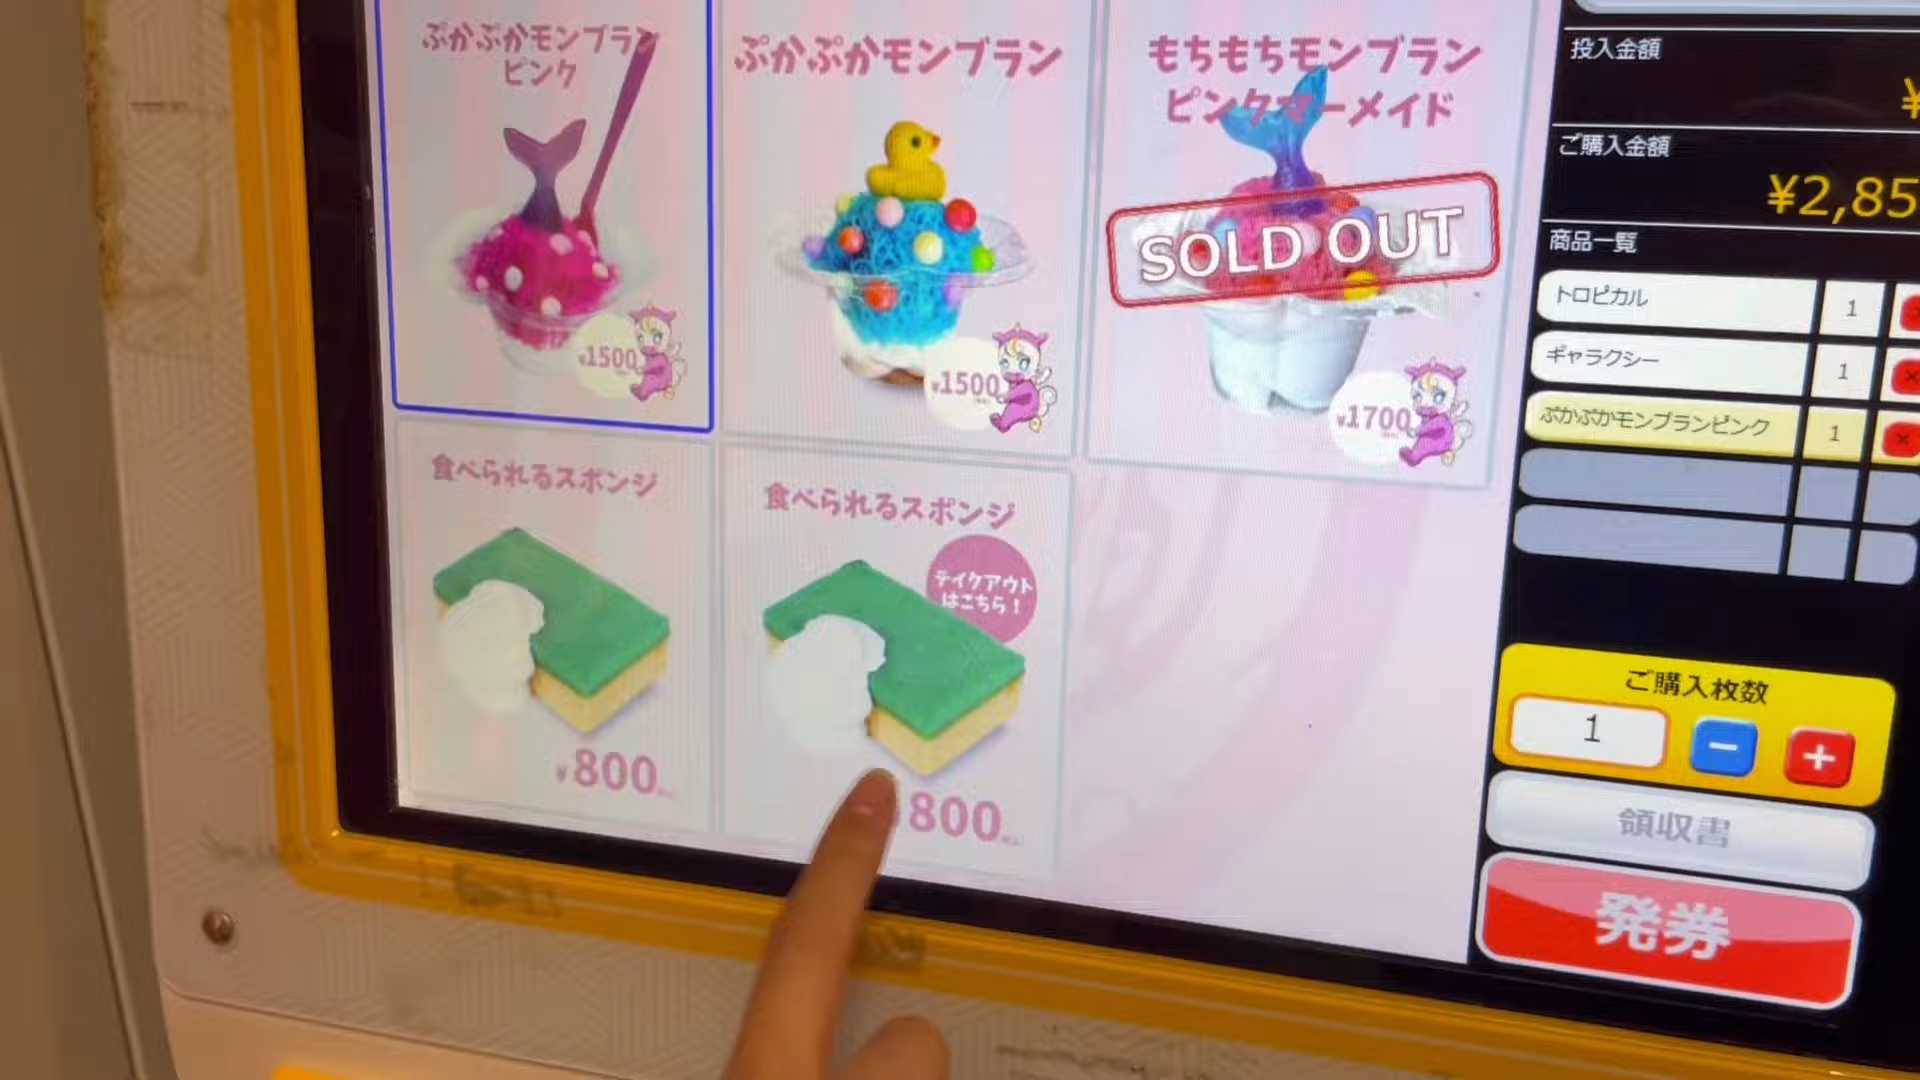 ぷかぷかモンブラン
ピンク
¥1500
ぷかぷかモンブラン
¥1500
もちもちモンブラン
ピンクマーメイド
SOLD OUT
¥1700
食べられるスポンジ
¥800
食べられるスポンジ
テイクアウト
はこちら！
800
投入金額
¥
ご購入金額
¥2,85
商品一覧
トロピカル 1
ギャラクシー 1
ぷかぷかモンブランピンク 1
ご購入枚数
1 − +
領収書
発券